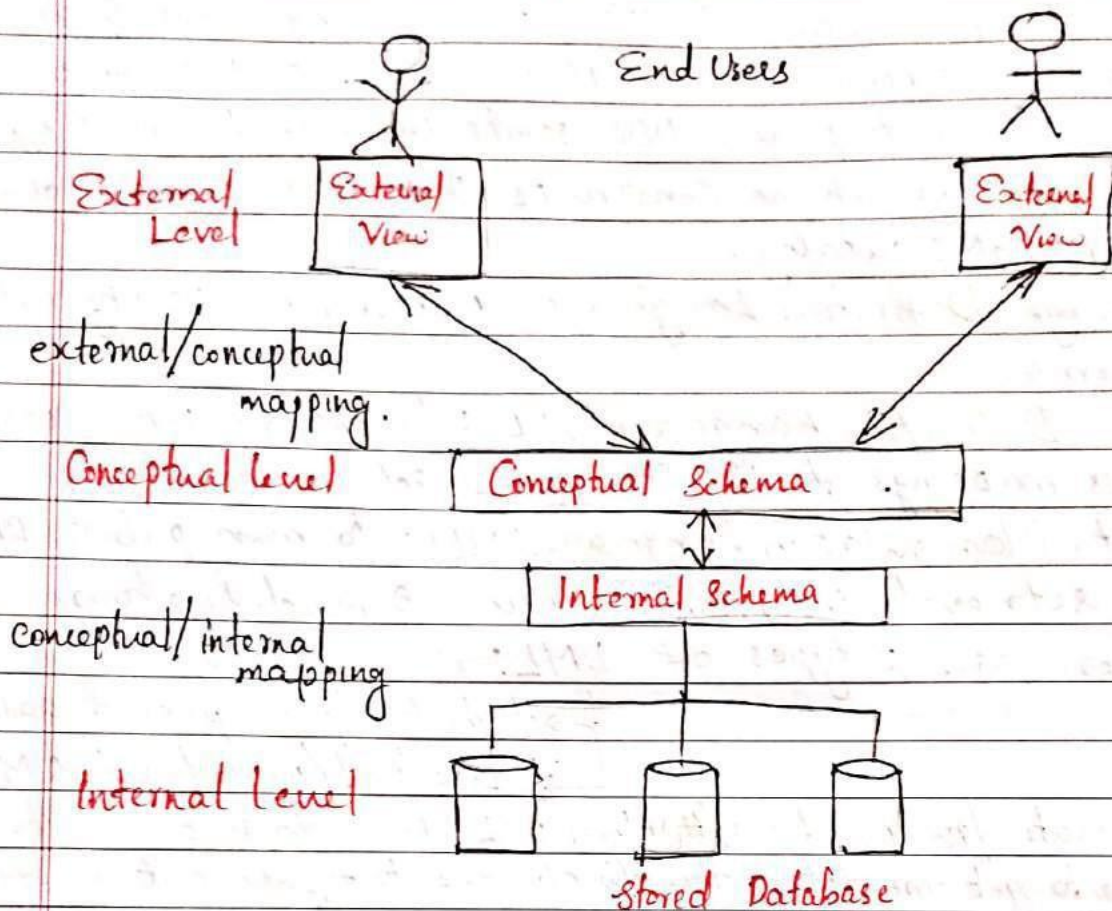 End Users
External
Level
External
View
External
View
external/conceptual
mapping.
Conceptual level
Conceptual Schema .
Internal Schema
conceptual/internal
mapping
Internal level
Stored Database